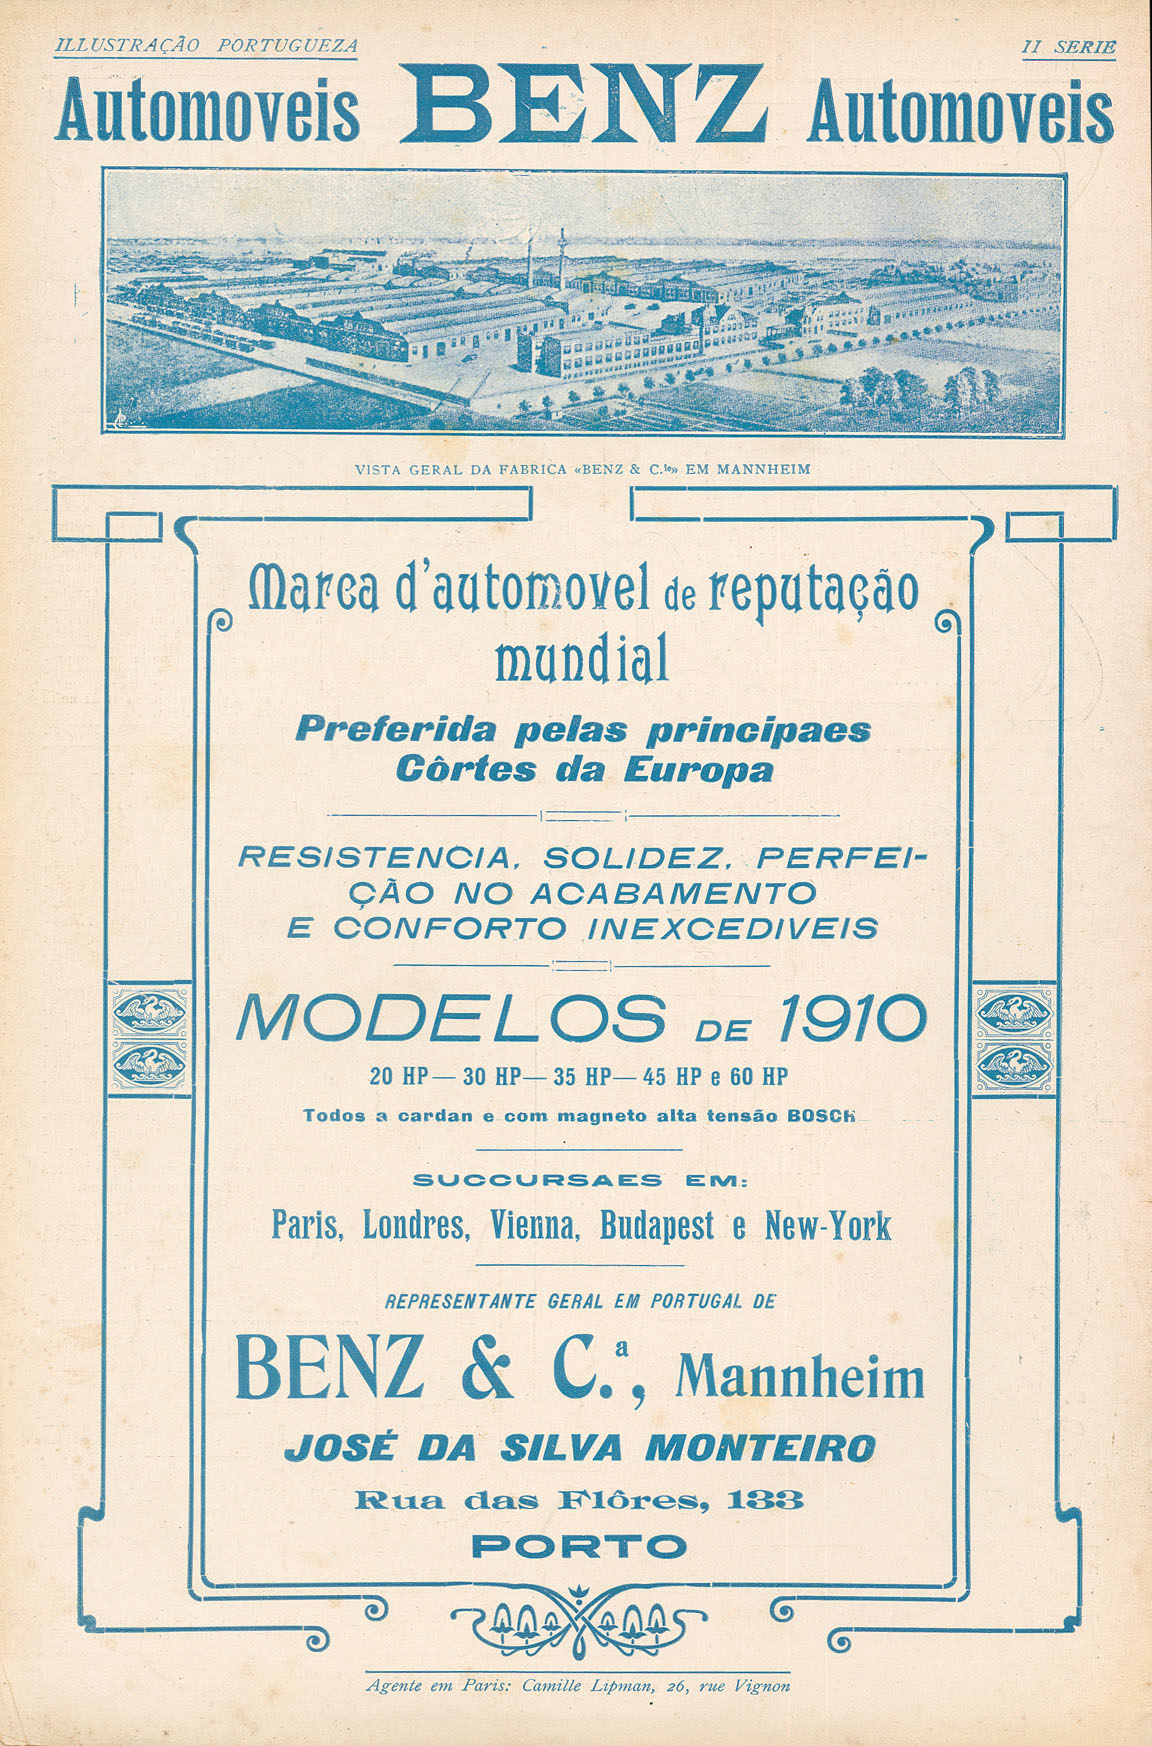 ILLUSTRAÇÃO PORTUGUEZA
II SERIE
Automoveis BENZ Automoveis
VISTA GERAL DA FABRICA «BENZ & C.ie» EM MANNHEIM
Marca d'automovel de reputação
mundial
Preferida pelas principaes
Côrtes da Europa
RESISTENCIA, SOLIDEZ, PERFEI-
ÇÃO NO ACABAMENTO
E CONFORTO INEXCEDIVEIS
MODELOS DE 1910
20 HP — 30 HP — 35 HP — 45 HP e 60 HP
Todos a cardan e com magneto alta tensão BOSCH
SUCCURSAES EM:
Paris, Londres, Vienna, Budapest e New-York
REPRESENTANTE GERAL EM PORTUGAL DE
BENZ & C.ª, Mannheim
JOSÉ DA SILVA MONTEIRO
Rua das Flôres, 133
PORTO
Agente em Paris: Camille Lipman, 26, rue Vignon